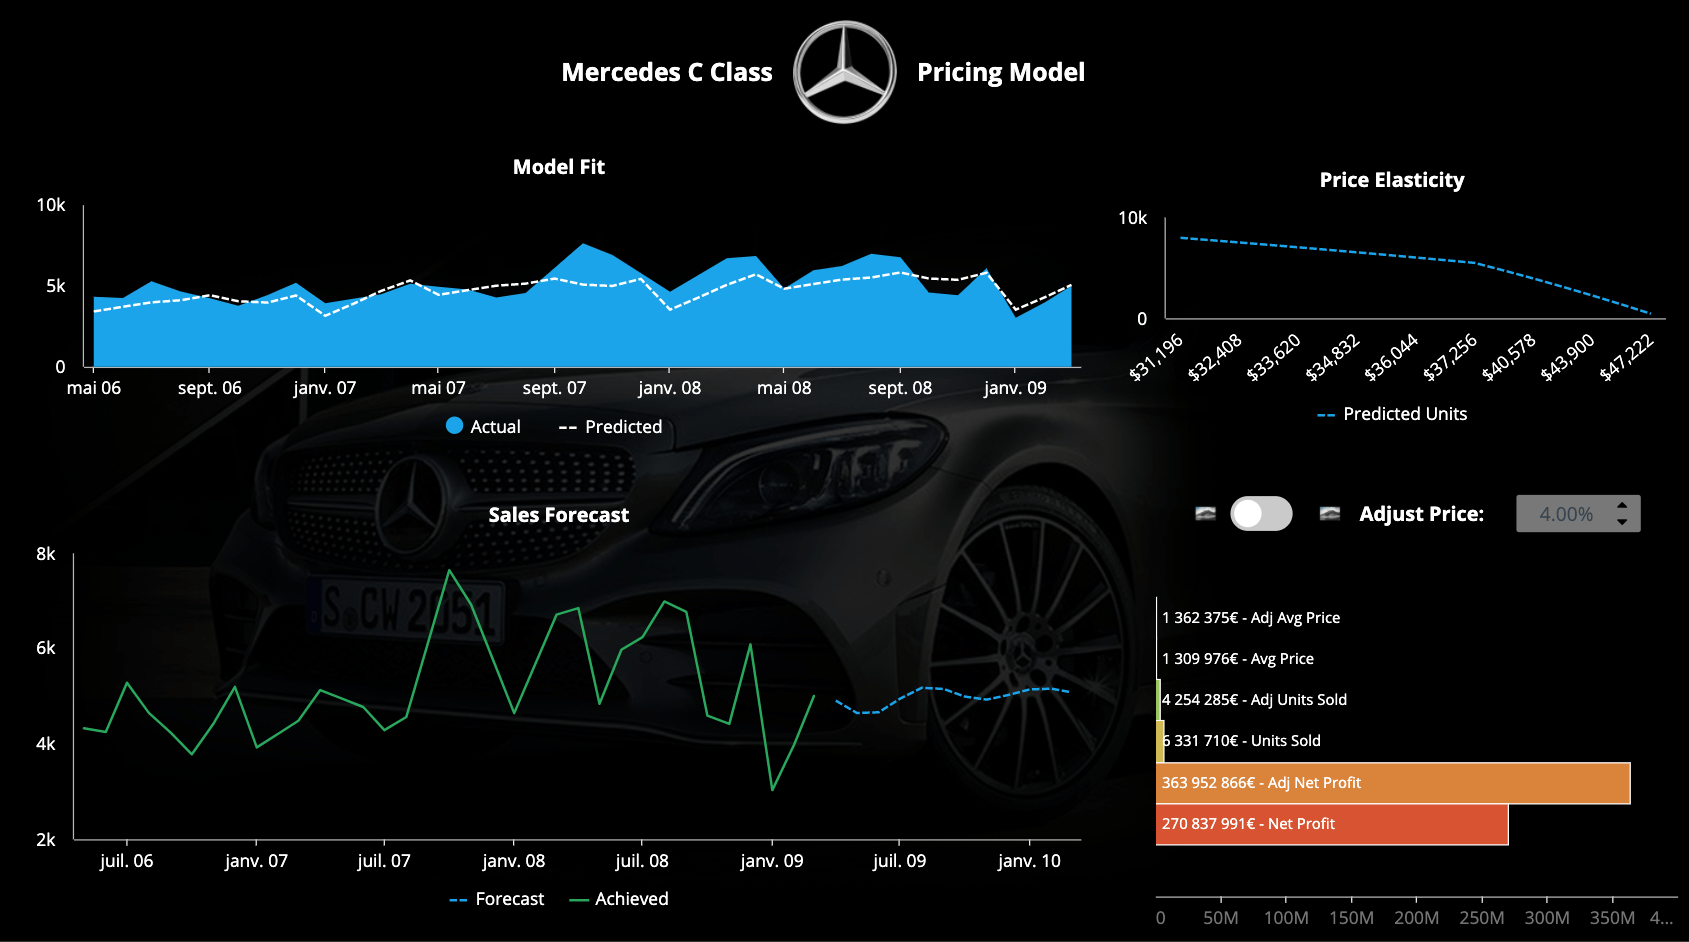 Mercedes C Class
Pricing Model
Model Fit
10k
5k
0
mai 06
sept. 06
janv. 07
mai 07
sept. 07
janv. 08
mai 08
sept. 08
janv. 09
Actual
Predicted
Price Elasticity
10k
0
$31,196
$32,408
$33,620
$34,832
$36,044
$37,256
$40,578
$43,900
$47,222
Predicted Units
Sales Forecast
8k
6k
4k
2k
juil. 06
janv. 07
juil. 07
janv. 08
juil. 08
janv. 09
juil. 09
janv. 10
Forecast
Achieved
S CW 2051
Adjust Price:
4.00%
1 362 375€ - Adj Avg Price
1 309 976€ - Avg Price
4 254 285€ - Adj Units Sold
6 331 710€ - Units Sold
363 952 866€ - Adj Net Profit
270 837 991€ - Net Profit
0
50M
100M
150M
200M
250M
300M
350M
4...